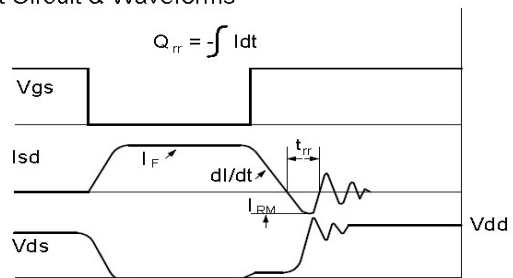 t Circuit & Waveforms
Q rr = -∫ Idt
Vgs
Isd
I F
dI/dt
t rr
I RM
Vds
Vdd